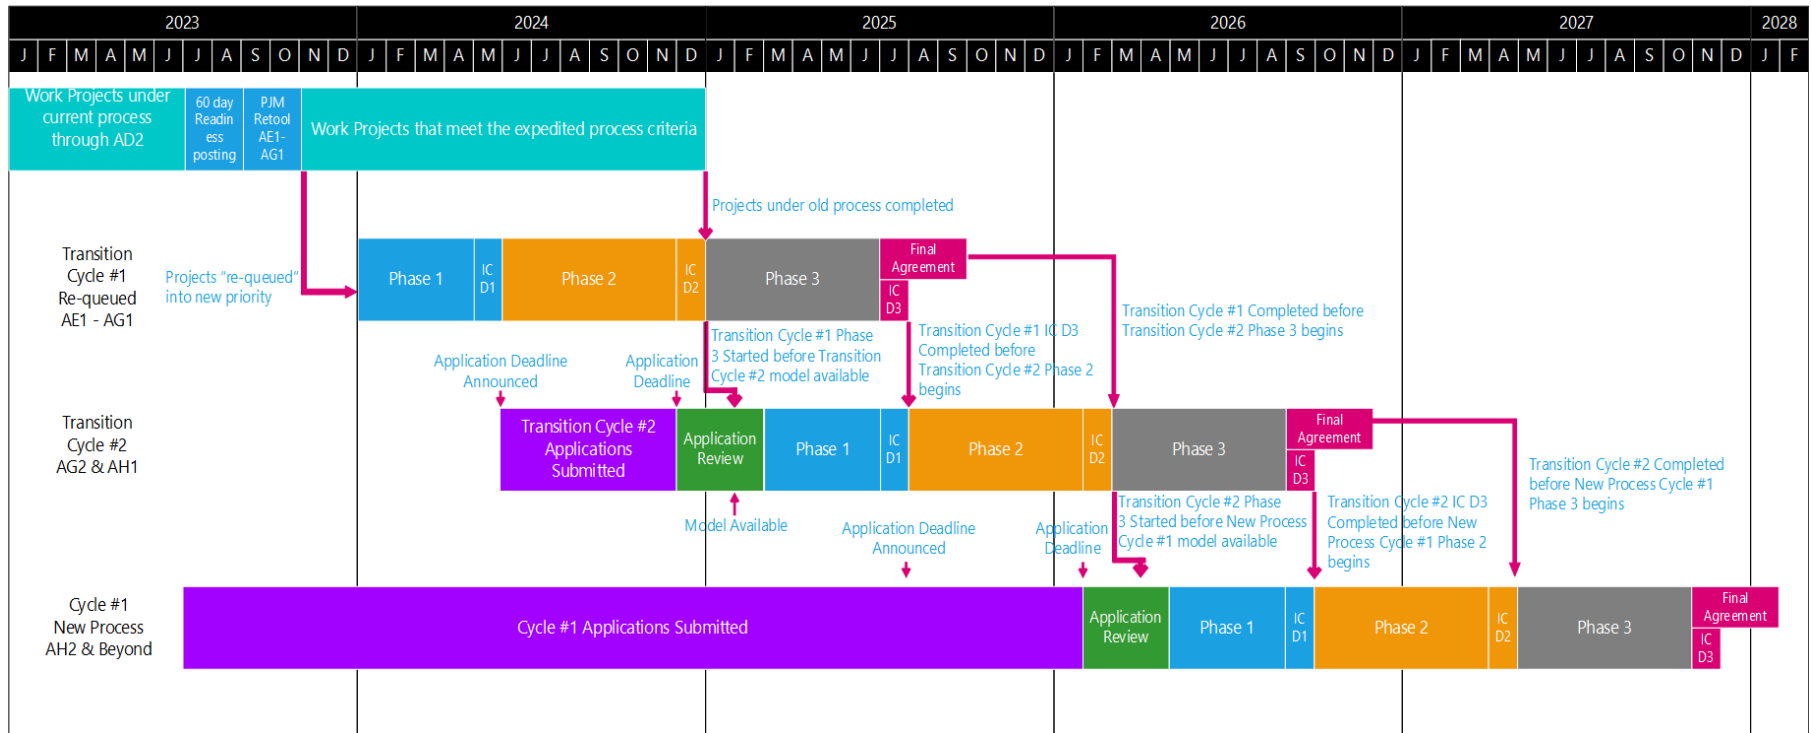 2023 2024 2025 2026 2027 2028
J F M A M J J A S O N D J F M A M J J A S O N D J F M A M J J A S O N D J F M A M J J A S O N D J F M A M J J A S O N D J F
Work Projects under
current process
through AD2
60 day
Readin
ess
posting
PJM
Retool
AE1-
AG1
Work Projects that meet the expedited process criteria
Projects under old process completed
Transition
Cycle #1
Re-queued
AE1 - AG1
Projects "re-queued"
into new priority
Phase 1
IC
D1
Phase 2
IC
D2
Phase 3
Final
Agreement
IC
D3
Transition Cycle #1 Phase
3 Started before Transition
Cycle #2 model available
Transition Cycle #1 IC D3
Completed before
Transition Cycle #2 Phase 2
begins
Transition Cycle #1 Completed before
Transition Cycle #2 Phase 3 begins
Application Deadline
Announced
Application
Deadline
Transition
Cycle #2
AG2 & AH1
Transition Cycle #2
Applications
Submitted
Application
Review
Phase 1
IC
D1
Phase 2
IC
D2
Phase 3
Final
Agreement
IC
D3
Model Available
Application Deadline
Announced
Application
Deadline
Transition Cycle #2 Phase
3 Started before New Process
Cycle #1 model available
Transition Cycle #2 IC D3
Completed before New
Process Cycle #1 Phase 2
begins
Transition Cycle #2 Completed
before New Process Cycle #1
Phase 3 begins
Cycle #1
New Process
AH2 & Beyond
Cycle #1 Applications Submitted
Application
Review
Phase 1
IC
D1
Phase 2
IC
D2
Phase 3
Final
Agreement
IC
D3